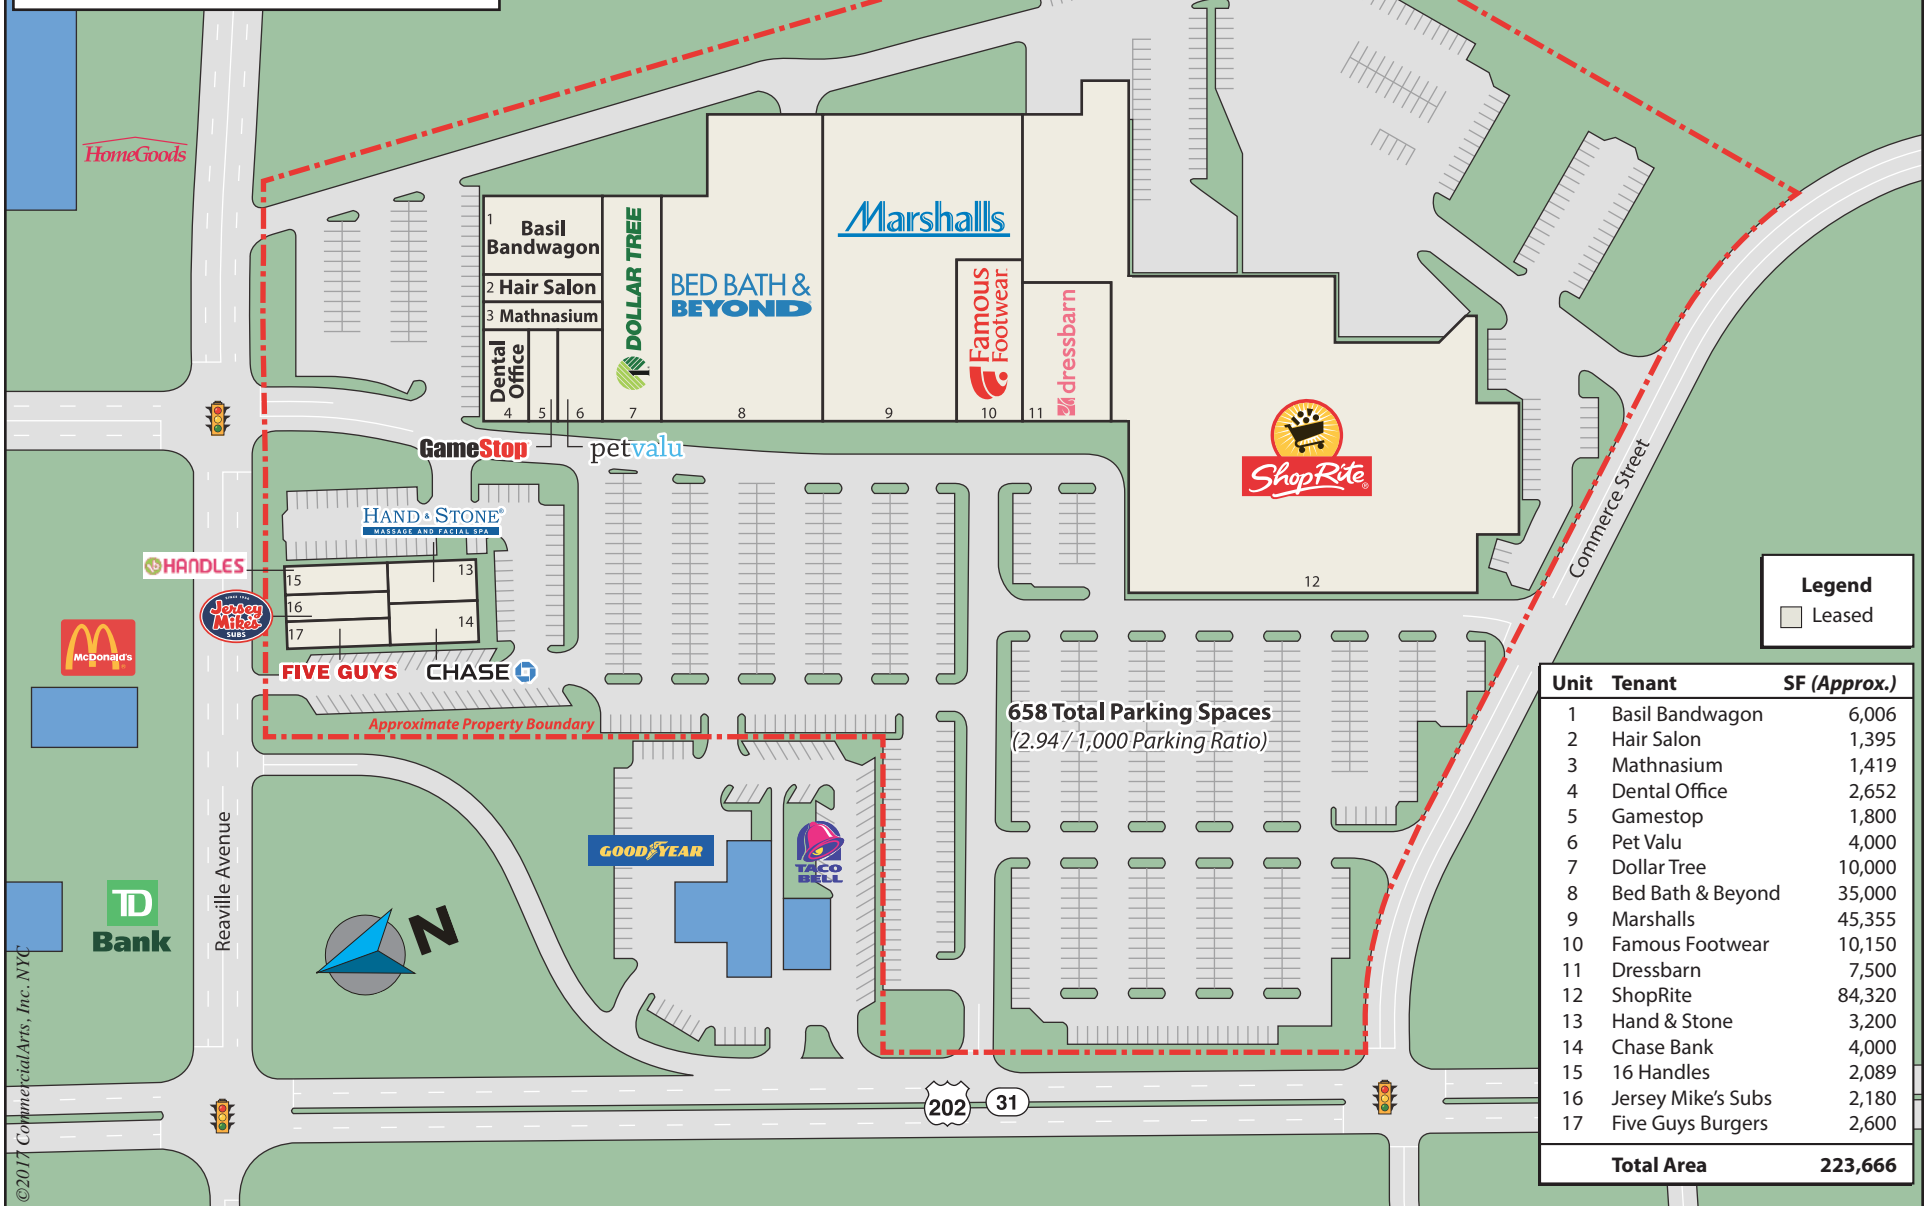 HomeGoods
1
Basil
Bandwagon
2 Hair Salon
3 Mathnasium
Dental
Office
4
5
6
DOLLAR TREE
1
7
BED BATH &
BEYOND
8
Marshalls
9
Famous
Footwear
10
dressbarn
11
ShopRite®
12
GameStop
petvalu
HAND & STONE®
MASSAGE AND FACIAL SPA
16 HANDLES
SINCE 1956
Jersey
Mike's
SUBS
13
14
15
16
17
FIVE GUYS
CHASE
McDonald's
Approximate Property Boundary
658 Total Parking Spaces
(2.94 / 1,000 Parking Ratio)
Commerce Street
Reaville Avenue
GOODYEAR
TACO
BELL
TD
Bank
N
202
31
©2017 CommercialArts, Inc. NYC
Legend
Leased
Unit Tenant SF (Approx.)
1 Basil Bandwagon 6,006
2 Hair Salon 1,395
3 Mathnasium 1,419
4 Dental Office 2,652
5 Gamestop 1,800
6 Pet Valu 4,000
7 Dollar Tree 10,000
8 Bed Bath & Beyond 35,000
9 Marshalls 45,355
10 Famous Footwear 10,150
11 Dressbarn 7,500
12 ShopRite 84,320
13 Hand & Stone 3,200
14 Chase Bank 4,000
15 16 Handles 2,089
16 Jersey Mike's Subs 2,180
17 Five Guys Burgers 2,600
Total Area 223,666